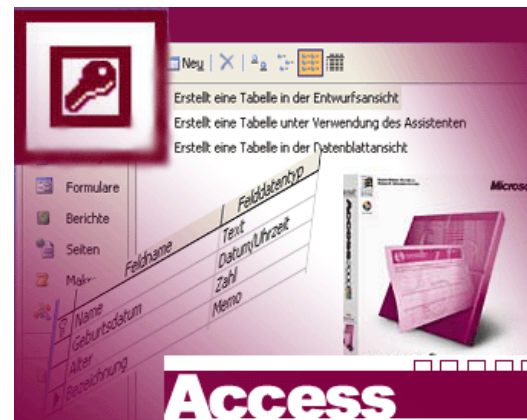 Neu
Erstellt eine Tabelle in der Entwurfsansicht
Erstellt eine Tabelle unter Verwendung des Assistenten
Erstellt eine Tabelle in der Datenblattansicht
Formulare
Berichte
Seiten
Mak
Feldname Felddatentyp
Name Text
Geburtsdatum Datum/Uhrzeit
Alter Zahl
Bezeichnung Memo
Microso
Access
Access